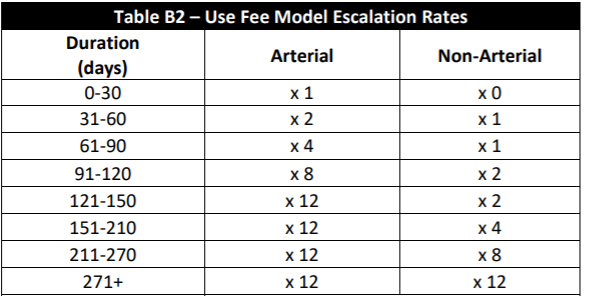 Table B2 – Use Fee Model Escalation Rates
Duration
(days) Arterial Non-Arterial
0-30 x 1 x 0
31-60 x 2 x 1
61-90 x 4 x 1
91-120 x 8 x 2
121-150 x 12 x 2
151-210 x 12 x 4
211-270 x 12 x 8
271+ x 12 x 12